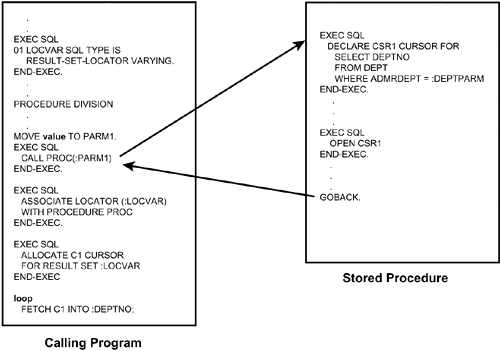 .
.
EXEC SQL
01 LOCVAR SQL TYPE IS
RESULT-SET-LOCATOR VARYING.
END-EXEC.
.
.
PROCEDURE DIVISION
.
.
MOVE value TO PARM1.
EXEC SQL
CALL PROC(:PARM1)
END-EXEC.
EXEC SQL
ASSOCIATE LOCATOR (:LOCVAR)
WITH PROCEDURE PROC
END-EXEC.
EXEC SQL
ALLOCATE C1 CURSOR
FOR RESULT SET :LOCVAR
END-EXEC
loop
FETCH C1 INTO :DEPTNO;
Calling Program
.
.
EXEC SQL
DECLARE CSR1 CURSOR FOR
SELECT DEPTNO
FROM DEPT
WHERE ADMRDEPT = :DEPTPARM
END-EXEC.
.
.
EXEC SQL
OPEN CSR1
END-EXEC.
.
.
GOBACK.
Stored Procedure